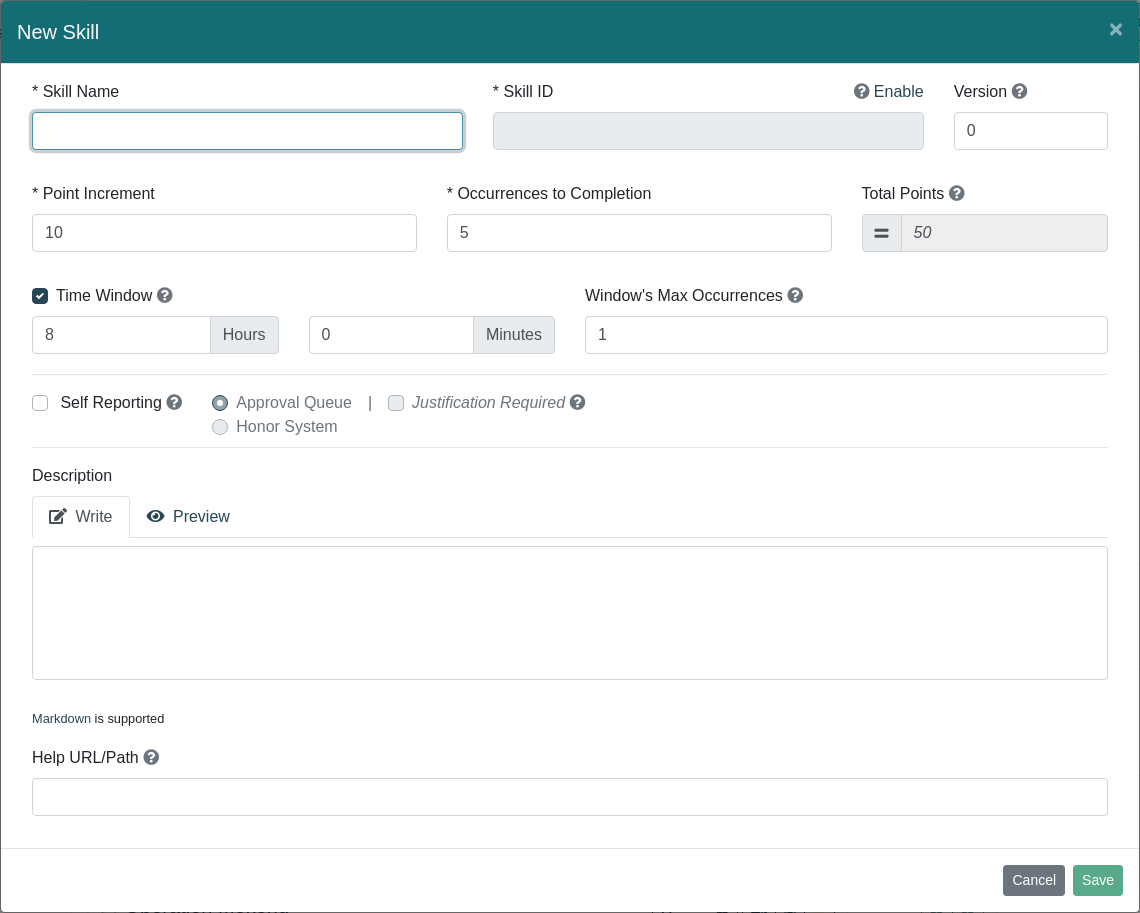 New Skill ×
* Skill Name * Skill ID Enable Version
0
* Point Increment * Occurrences to Completion Total Points
10 5 = 50
Time Window Window's Max Occurrences
8 Hours 0 Minutes 1
Self Reporting Approval Queue | Justification Required
Honor System
Description
Write Preview
Markdown is supported
Help URL/Path
Cancel Save